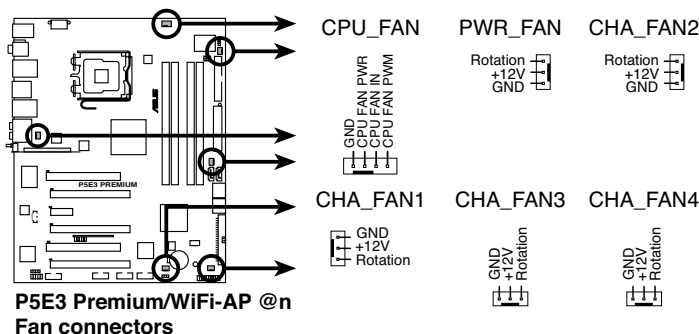 CPU_FAN
GND
CPU FAN PWR
CPU FAN IN
CPU FAN PWM
PWR_FAN
Rotation
+12V
GND
CHA_FAN2
Rotation
+12V
GND
ASUS
P5E3 PREMIUM
CHA_FAN1
GND
+12V
Rotation
CHA_FAN3
GND
+12V
Rotation
CHA_FAN4
GND
+12V
Rotation
P5E3 Premium/WiFi-AP @n
Fan connectors